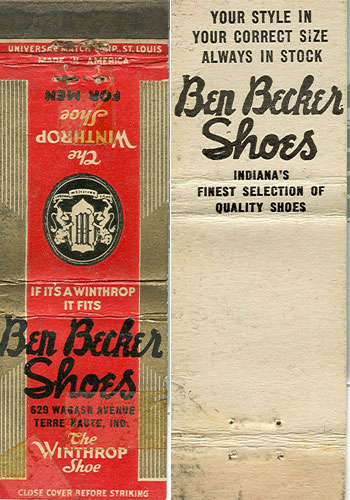 UNIVERSAL MATCH CORP. ST. LOUIS
MADE IN AMERICA
FOR MEN
The
WINTHROP
Shoe
IF IT'S A WINTHROP
IT FITS
Ben Becker
Shoes
629 WABASH AVENUE
TERRE HAUTE, IND.
The
WINTHROP
Shoe
CLOSE COVER BEFORE STRIKING
YOUR STYLE IN
YOUR CORRECT SIZE
ALWAYS IN STOCK
Ben Becker
Shoes
INDIANA'S
FINEST SELECTION OF
QUALITY SHOES